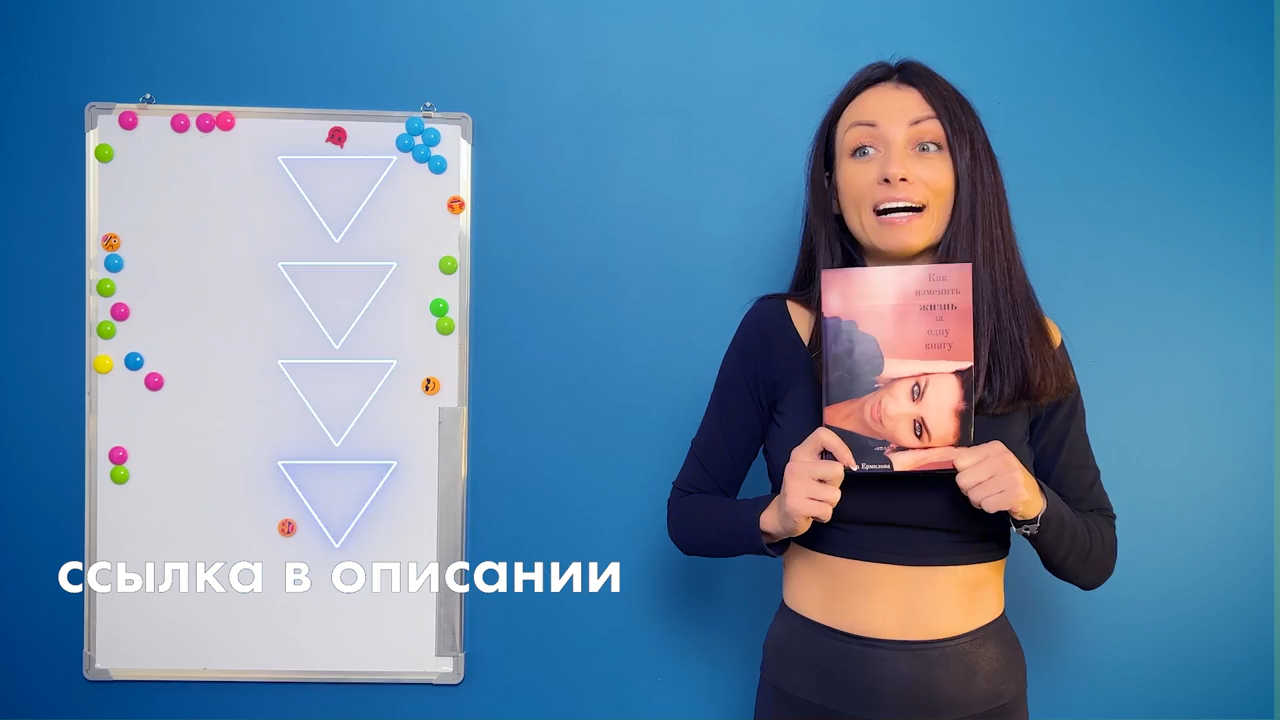 Как
изменить
жизнь
за
одну
книгу
Ермилова
ссылка в описании